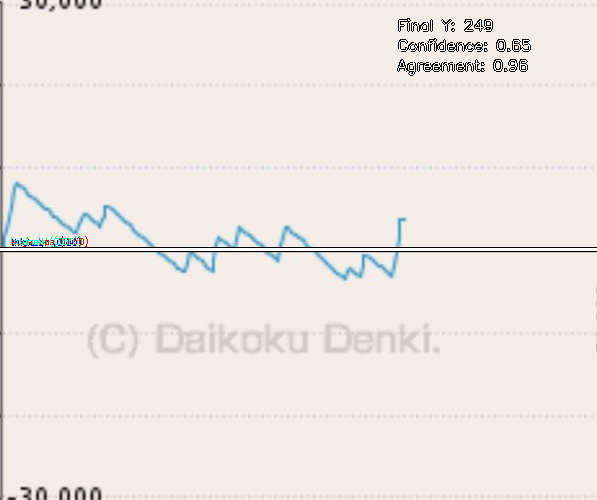 30,000
Final Y: 249
Confidence: 0.65
Agreement: 0.96
(C) Daikoku Denki.
-30,000